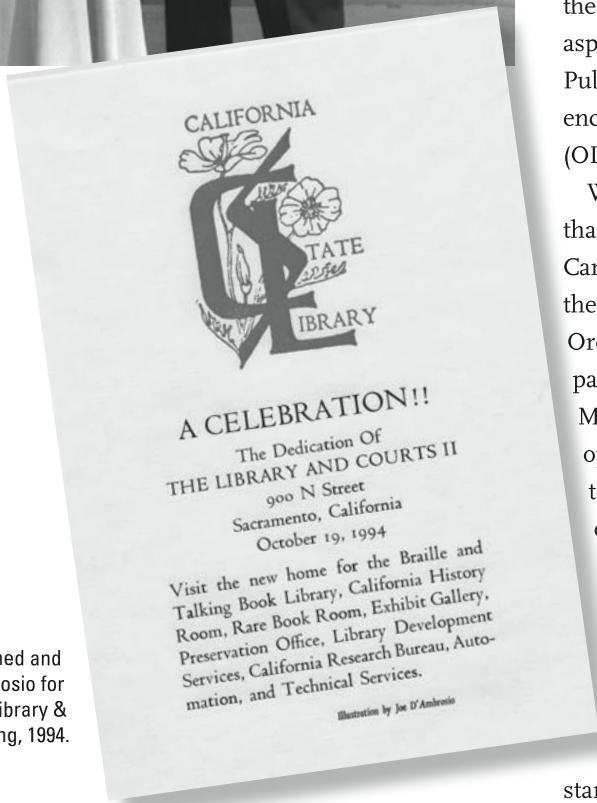 CALIFORNIA
TATE
IBRARY
A CELEBRATION!!
The Dedication Of
THE LIBRARY AND COURTS II
900 N Street
Sacramento, California
October 19, 1994
Visit the new home for the Braille and
Talking Book Library, California History
Room, Rare Book Room, Exhibit Gallery,
Preservation Office, Library Development
Services, California Research Bureau, Auto-
mation, and Technical Services.
Illustration by Joe D'Ambrosio
ned and
osio for
ibrary &
ng, 1994.
the
asp
Pul
enc
(OI
W
tha
Car
the
Ore
pa
M
o
t
star